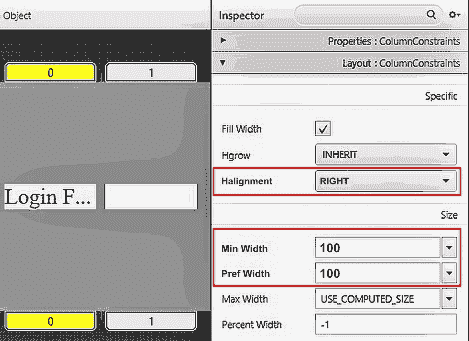 Object
Inspector
Properties : ColumnConstraints
0 1
Layout : ColumnConstraints
Specific
Fill Width
Hgrow INHERIT
Halignment RIGHT
Login F...
Size
Min Width 100
Pref Width 100
Max Width USE_COMPUTED_SIZE
0 1
Percent Width -1